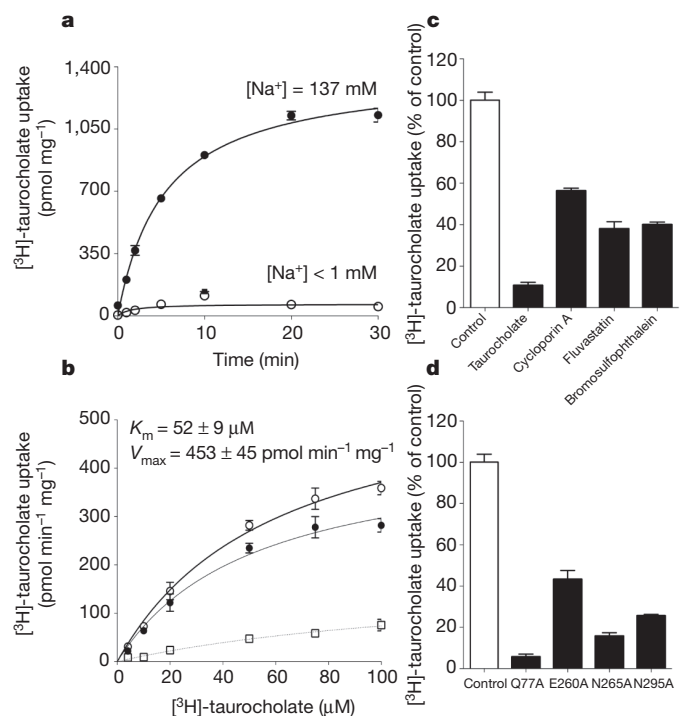 a
[³H]-taurocholate uptake
(pmol mg⁻¹)
1,400
1,050
700
350
0
[Na⁺] = 137 mM
[Na⁺] < 1 mM
0
10
20
30
Time (min)
b
[³H]-taurocholate uptake
(pmol min⁻¹ mg⁻¹)
500
400
300
200
100
0
Kₘ = 52 ± 9 μM
Vₘₐₓ = 453 ± 45 pmol min⁻¹ mg⁻¹
0
20
40
60
80
100
[³H]-taurocholate (μM)
c
[³H]-taurocholate uptake (% of control)
120
100
80
60
40
20
0
Control
Taurocholate
Cycloporin A
Fluvastatin
Bromosulfophthalein
d
[³H]-taurocholate uptake (% of control)
120
100
80
60
40
20
0
Control
Q77A
E260A
N265A
N295A